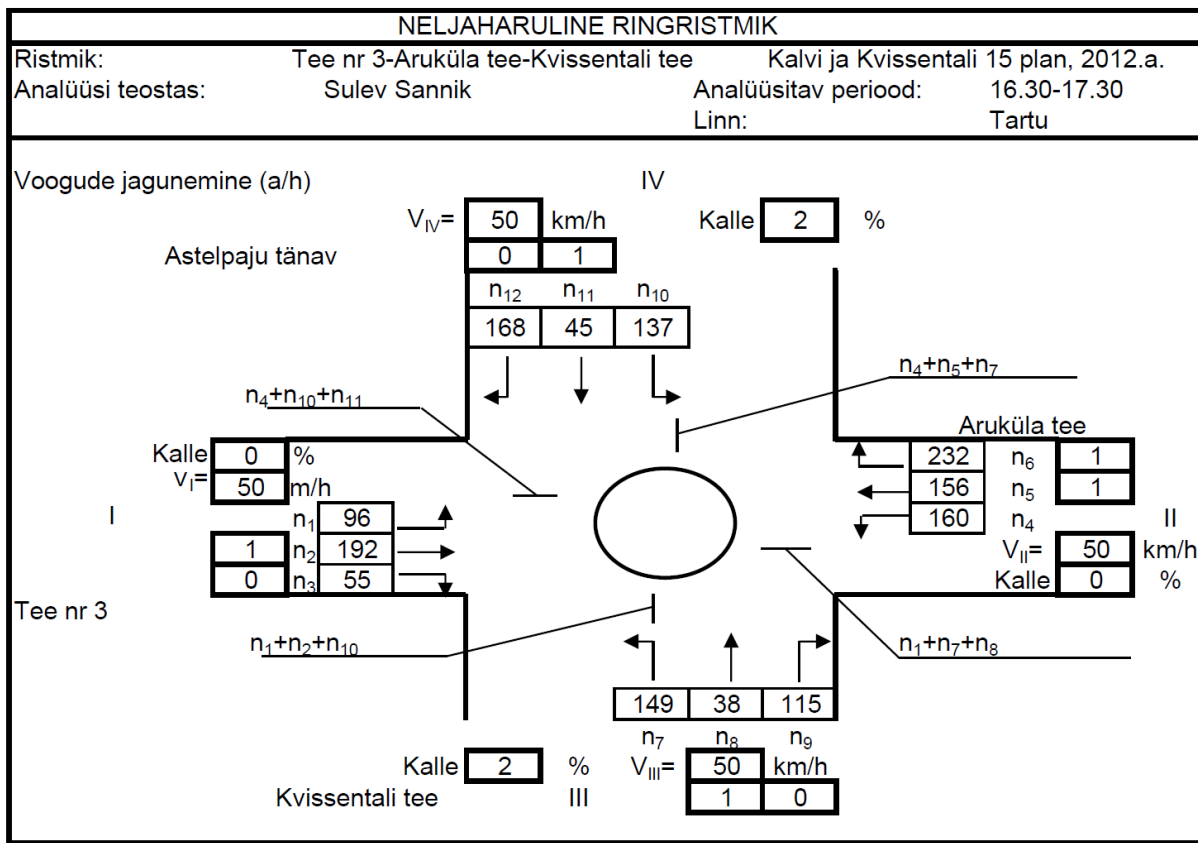 NELJAHARULINE RINGRISTMIK
Ristmik: Tee nr 3-Aruküla tee-Kvissentali tee Kalvi ja Kvissentali 15 plan, 2012.a.
Analüüsi teostas: Sulev Sannik Analüüsitav periood: 16.30-17.30
Linn: Tartu
Voogude jagunemine (a/h) IV
V_IV= 50 km/h Kalle 2 %
Astelpaju tänav 0 1
n₁₂ n₁₁ n₁₀
168 45 137
n₄+n₁₀+n₁₁ n₄+n₅+n₇
Aruküla tee
Kalle 0 % 232 n₆ 1
V_I= 50 m/h 156 n₅ 1
I n₁ 96 160 n₄ II
1 n₂ 192 V_II= 50 km/h
0 n₃ 55 Kalle 0 %
Tee nr 3
n₁+n₂+n₁₀ n₁+n₇+n₈
149 38 115
n₇ n₈ n₉
Kalle 2 % V_III= 50 km/h
Kvissentali tee III 1 0